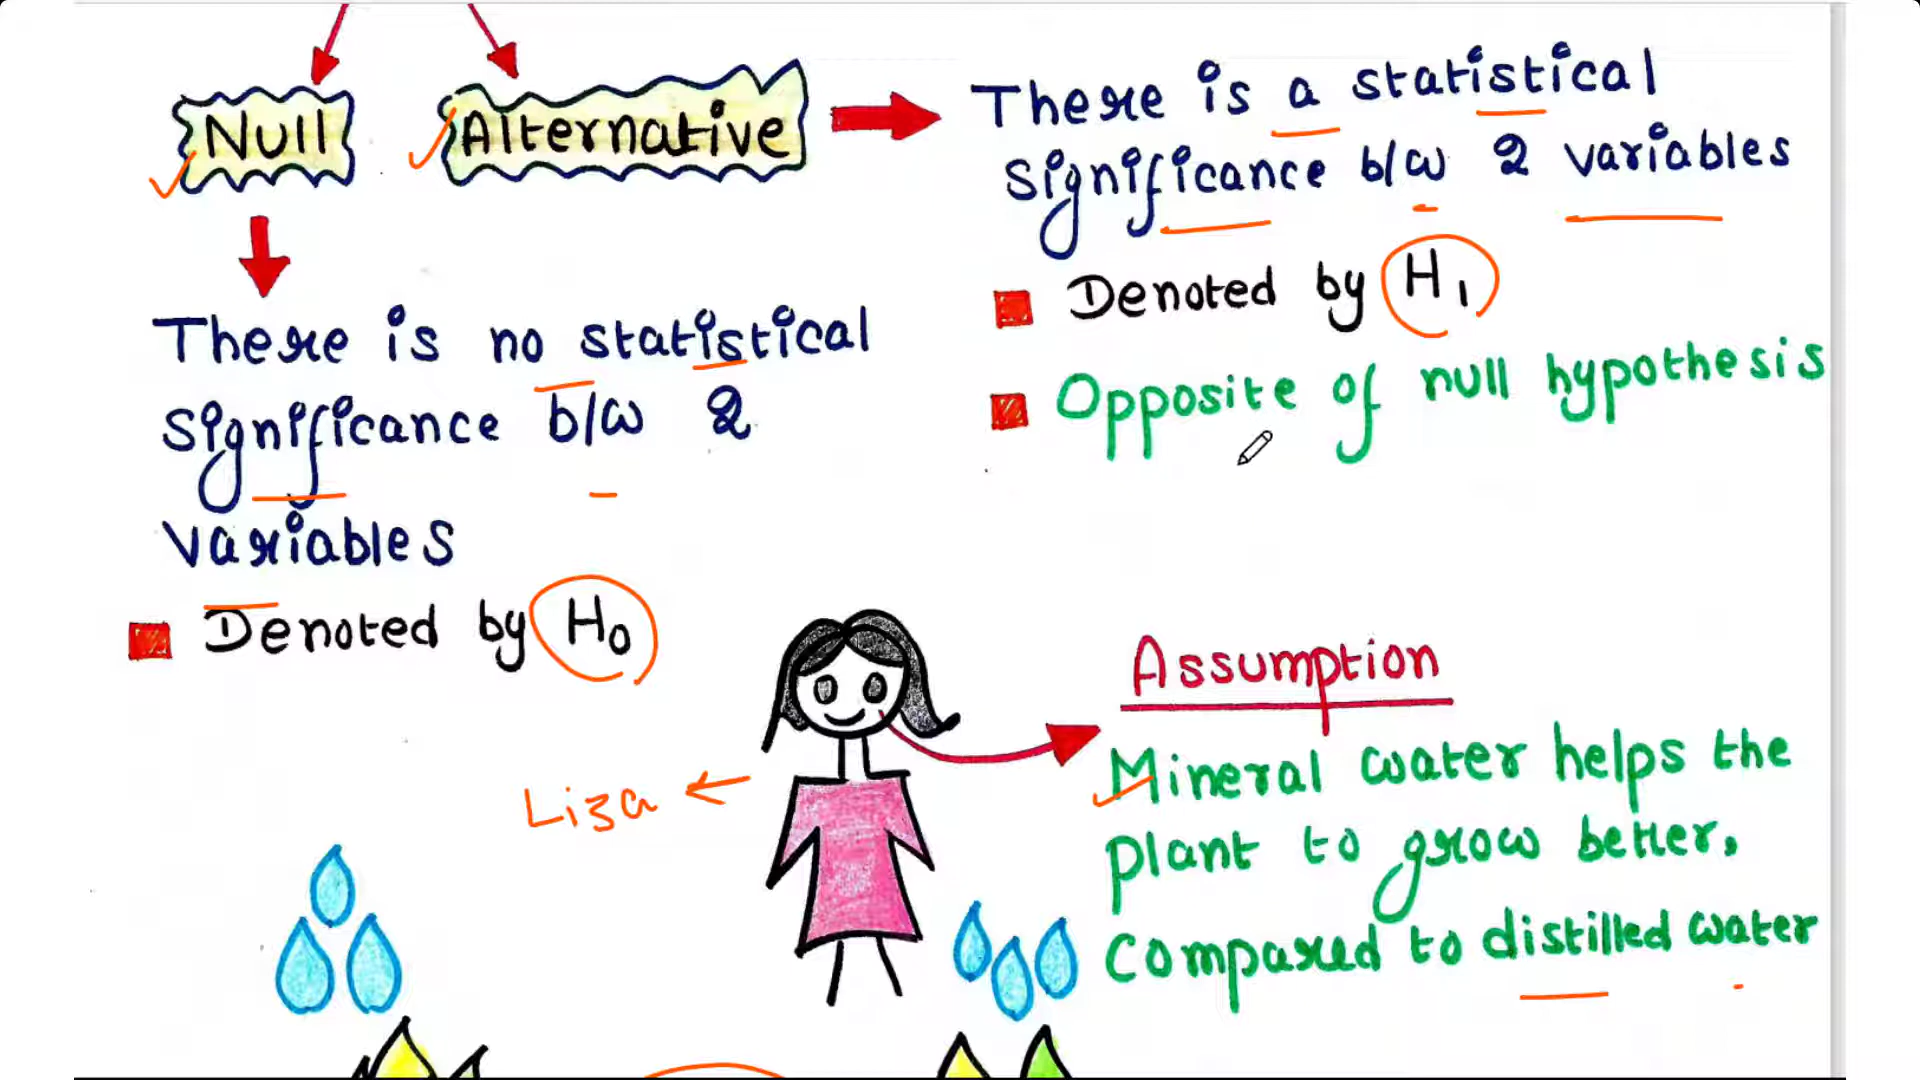 Null
Alternative
There is a statistical
significance b/w 2 variables
Denoted by H1
Opposite of null hypothesis
There is no statistical
significance b/w 2
variables
Denoted by H0
Liza
Assumption
Mineral water helps the
plant to grow better,
compared to distilled water